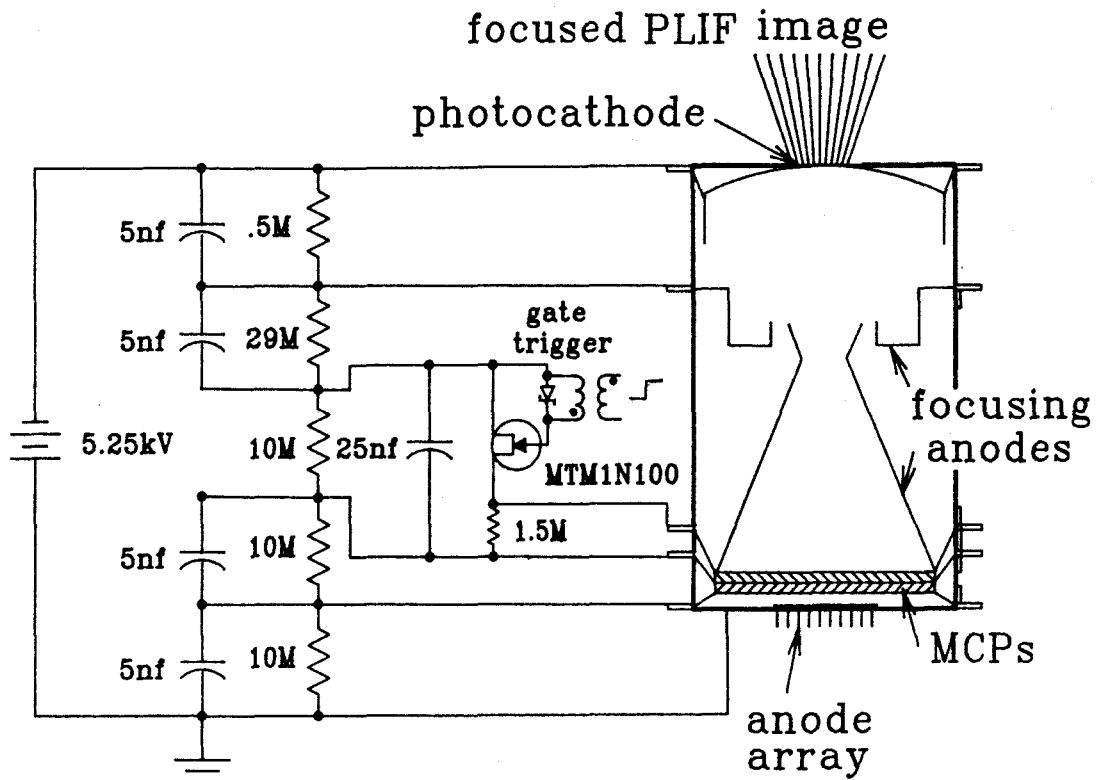 focused PLIF image
photocathode
5nf
.5M
5nf
29M
gate
trigger
5.25kV
10M
25nf
MTM1N100
focusing
anodes
1.5M
5nf
10M
5nf
10M
MCPs
anode
array